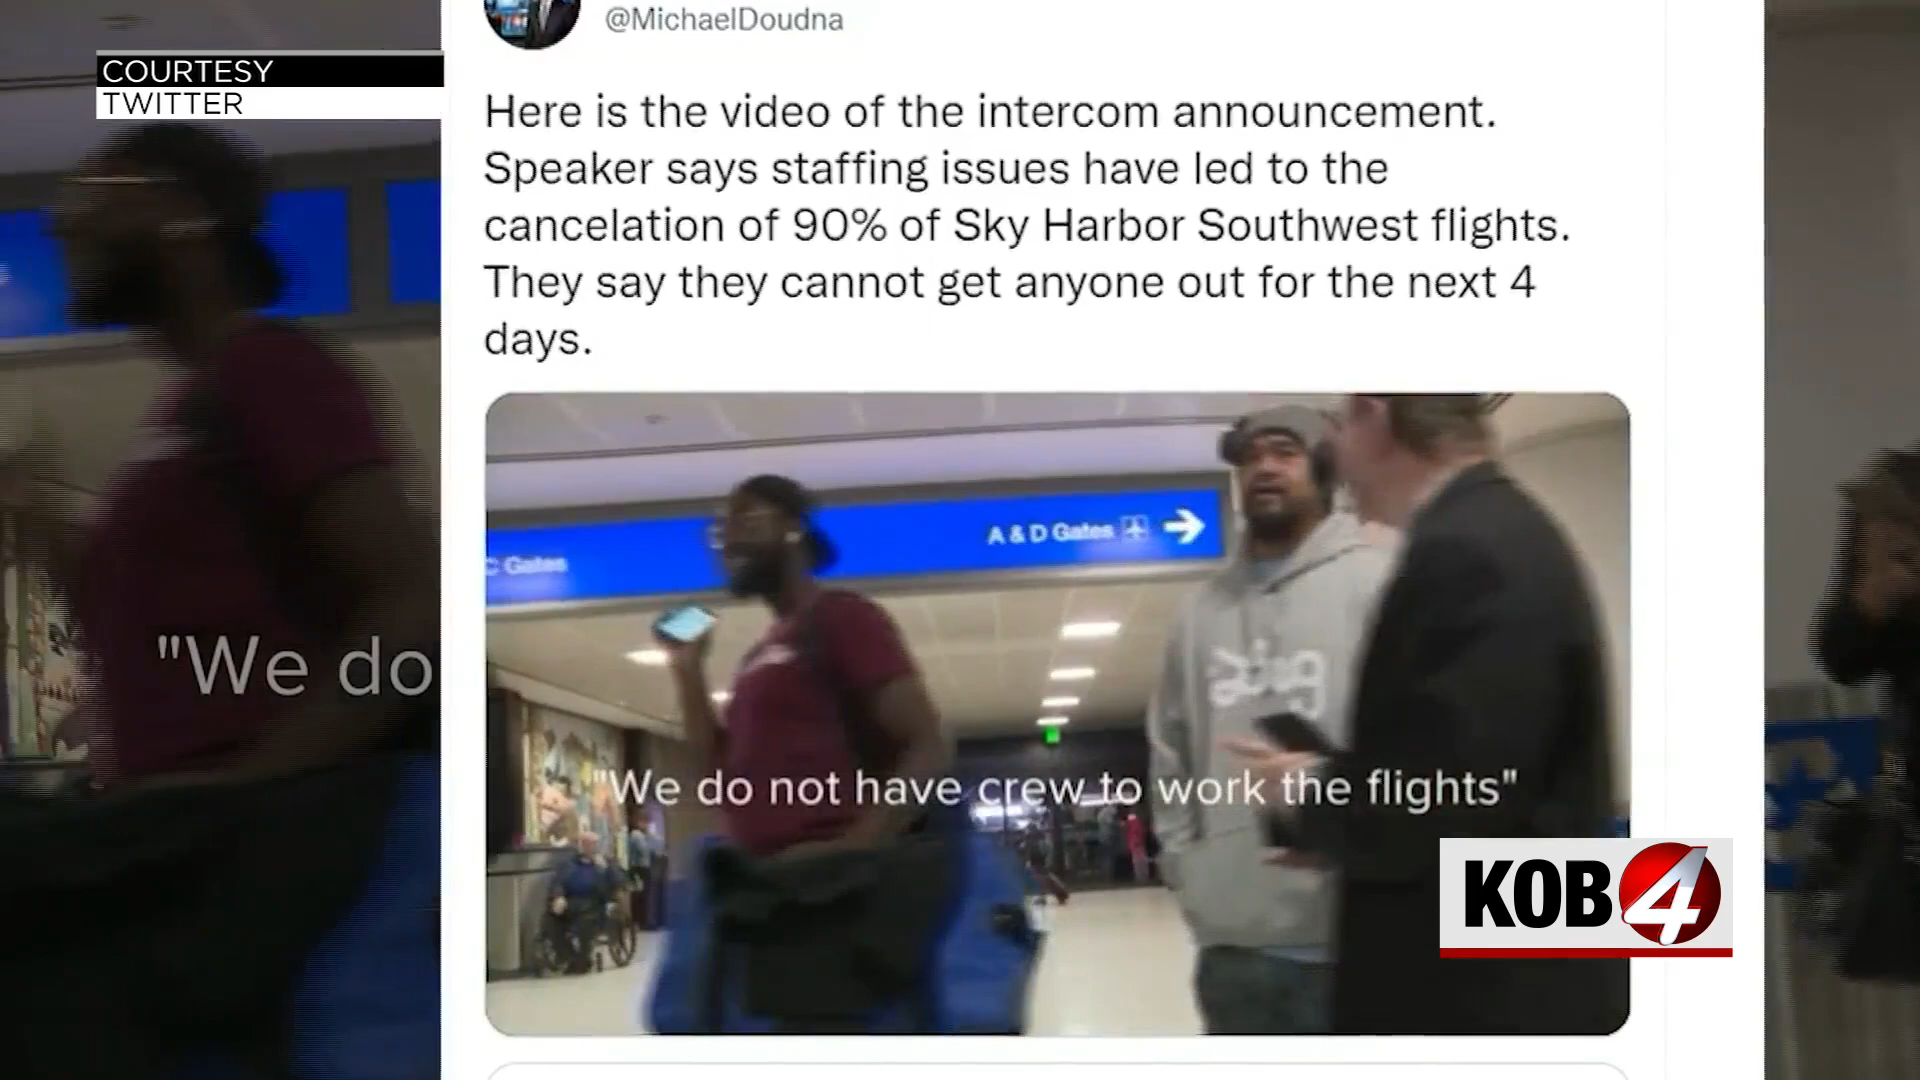 @MichaelDoudna
COURTESY
TWITTER
Here is the video of the intercom announcement.
Speaker says staffing issues have led to the
cancelation of 90% of Sky Harbor Southwest flights.
They say they cannot get anyone out for the next 4
days.
A & D Gates
C Gates
"We do
"We do not have crew to work the flights"
KOB 4